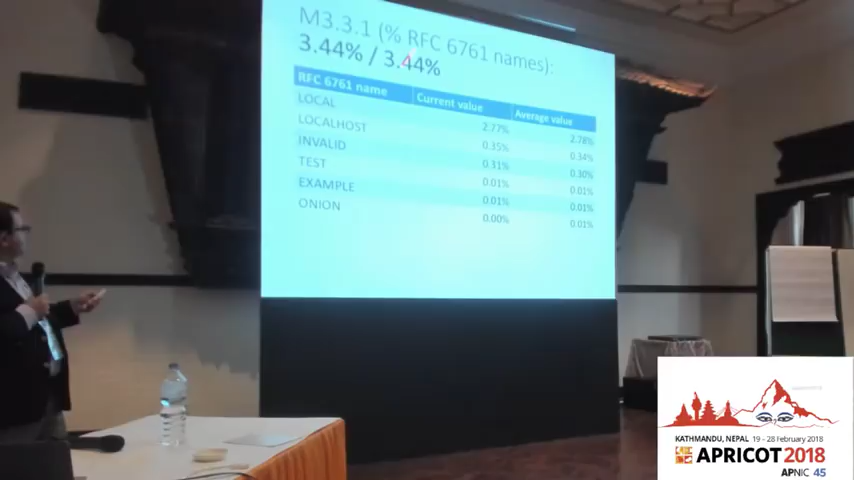 M3.3.1 (% RFC 6761 names):
3.44% / 3.44%
RFC 6761 name Current value Average value
LOCAL 2.77% 2.78%
LOCALHOST 0.35% 0.34%
INVALID 0.31% 0.30%
TEST 0.01% 0.01%
EXAMPLE 0.01% 0.01%
ONION 0.00% 0.01%
KATHMANDU, NEPAL 19 - 28 February 2018
APRICOT 2018
APNIC 45